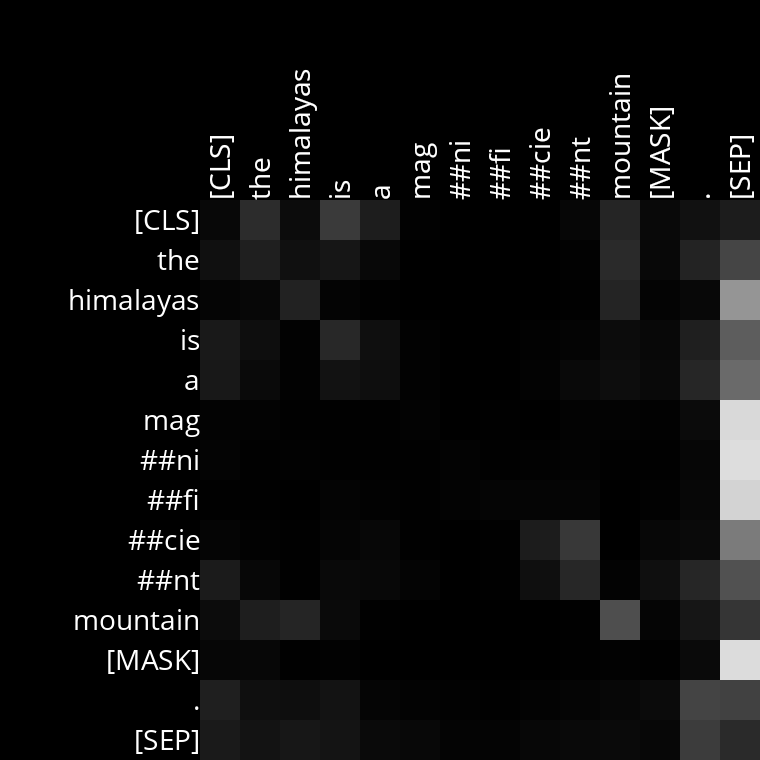 [CLS] the himalayas is a mag ##ni ##fi ##cie ##nt mountain [MASK] . [SEP]
[CLS]
the
himalayas
is
a
mag
##ni
##fi
##cie
##nt
mountain
[MASK]
.
[SEP]